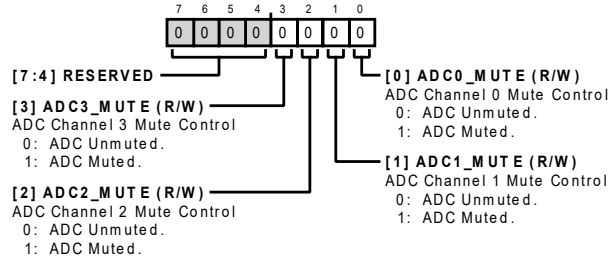 7 6 5 4 3 2 1 0
0 0 0 0 0 0 0 0
[7:4] RESERVED
[3] ADC3_MUTE (R/W)
ADC Channel 3 Mute Control
0: ADC Unmuted.
1: ADC Muted.
[2] ADC2_MUTE (R/W)
ADC Channel 2 Mute Control
0: ADC Unmuted.
1: ADC Muted.
[0] ADC0_MUTE (R/W)
ADC Channel 0 Mute Control
0: ADC Unmuted.
1: ADC Muted.
[1] ADC1_MUTE (R/W)
ADC Channel 1 Mute Control
0: ADC Unmuted.
1: ADC Muted.